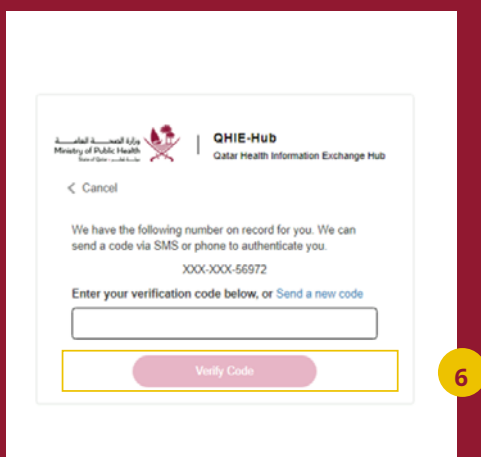 وزارة الصحة العامة
Ministry of Public Health
QHIE-Hub
Qatar Health Information Exchange Hub
Cancel
We have the following number on record for you. We can
send a code via SMS or phone to authenticate you.
XXX-XXX-56972
Enter your verification code below, or Send a new code
Verify Code
6